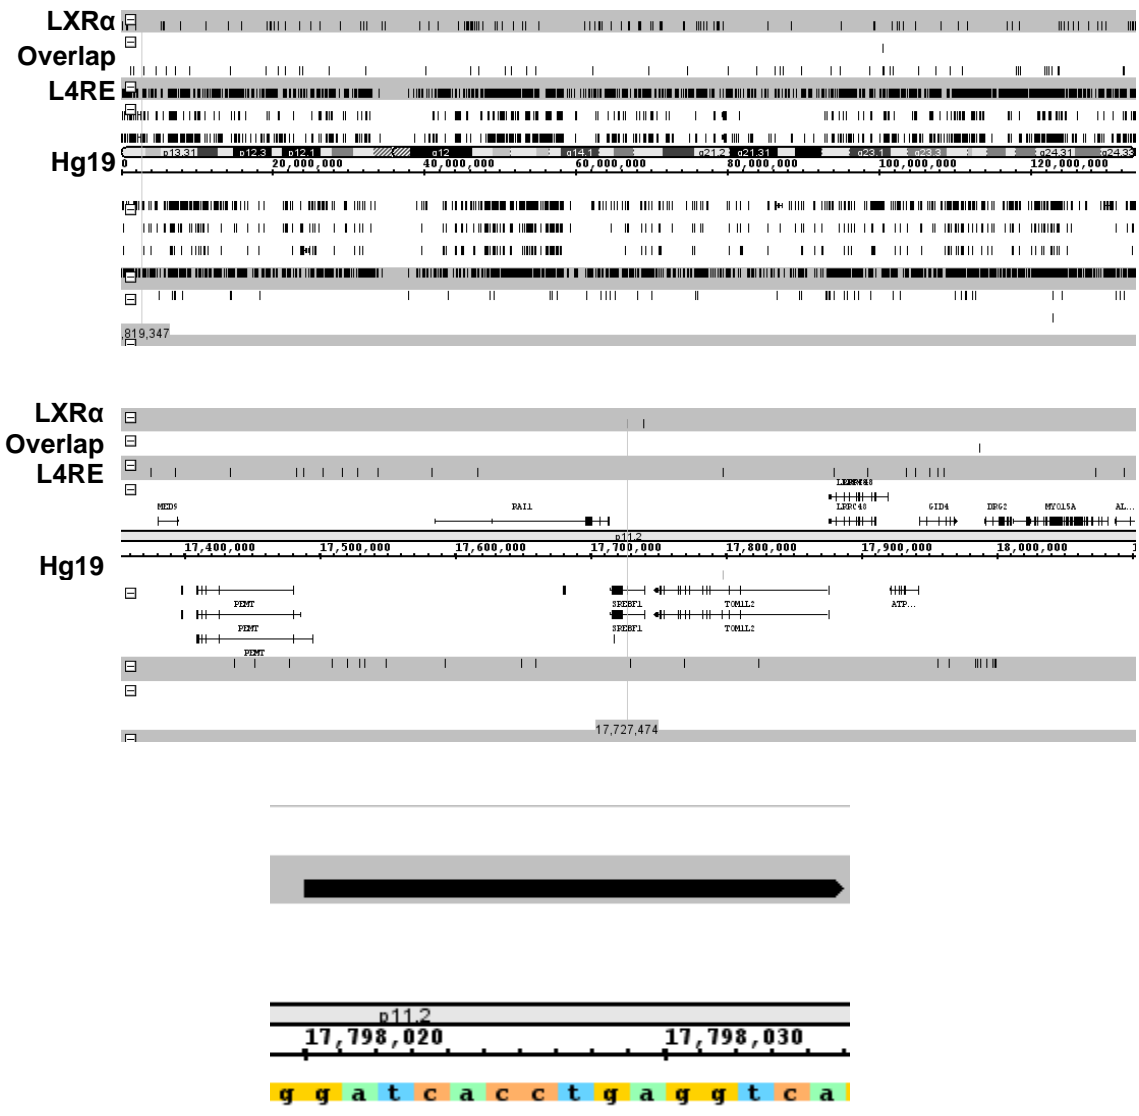 LXRα
Overlap
L4RE
p13.31 p12.3 p12.1 q12 q14.1 q21.2 q21.31 q23.1 q23.3 q24.31 q24.33
Hg19
20,000,000 40,000,000 60,000,000 80,000,000 100,000,000 120,000,000
,819,347
LXRα
Overlap
L4RE
MED9 RAI1 LRRC48 GID4 DRG2 MYO15A AL...
p11.2
17,400,000 17,500,000 17,600,000 17,700,000 17,800,000 17,900,000 18,000,000
Hg19
PEMT SREBF1 TOM1L2 ATP...
PEMT SREBF1 TOM1L2
PEMT
17,727,474
p11.2
17,798,020 17,798,030
g g a t c a c c t g a g g t c a